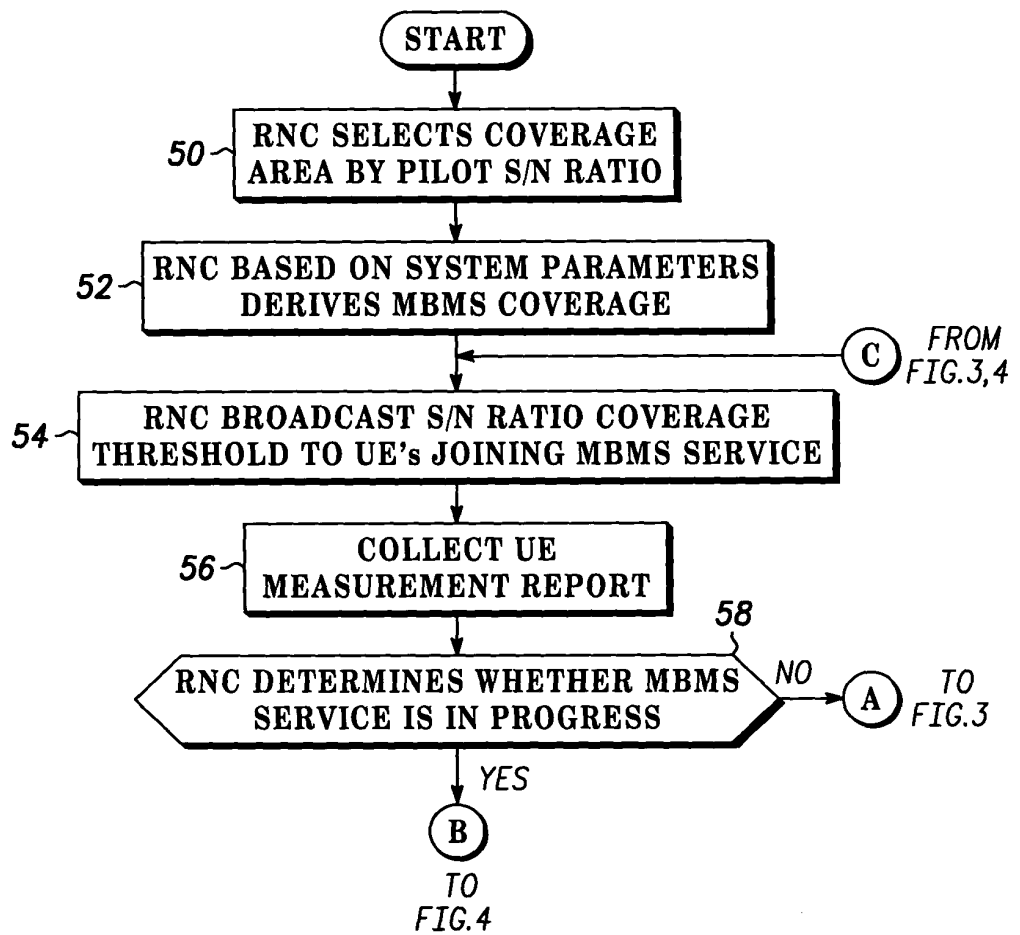 START
50
RNC SELECTS COVERAGE
AREA BY PILOT S/N RATIO
52
RNC BASED ON SYSTEM PARAMETERS
DERIVES MBMS COVERAGE
C
FROM
FIG.3,4
54
RNC BROADCAST S/N RATIO COVERAGE
THRESHOLD TO UE's JOINING MBMS SERVICE
56
COLLECT UE
MEASUREMENT REPORT
58
RNC DETERMINES WHETHER MBMS
SERVICE IS IN PROGRESS
NO
A
TO
FIG.3
YES
B
TO
FIG.4